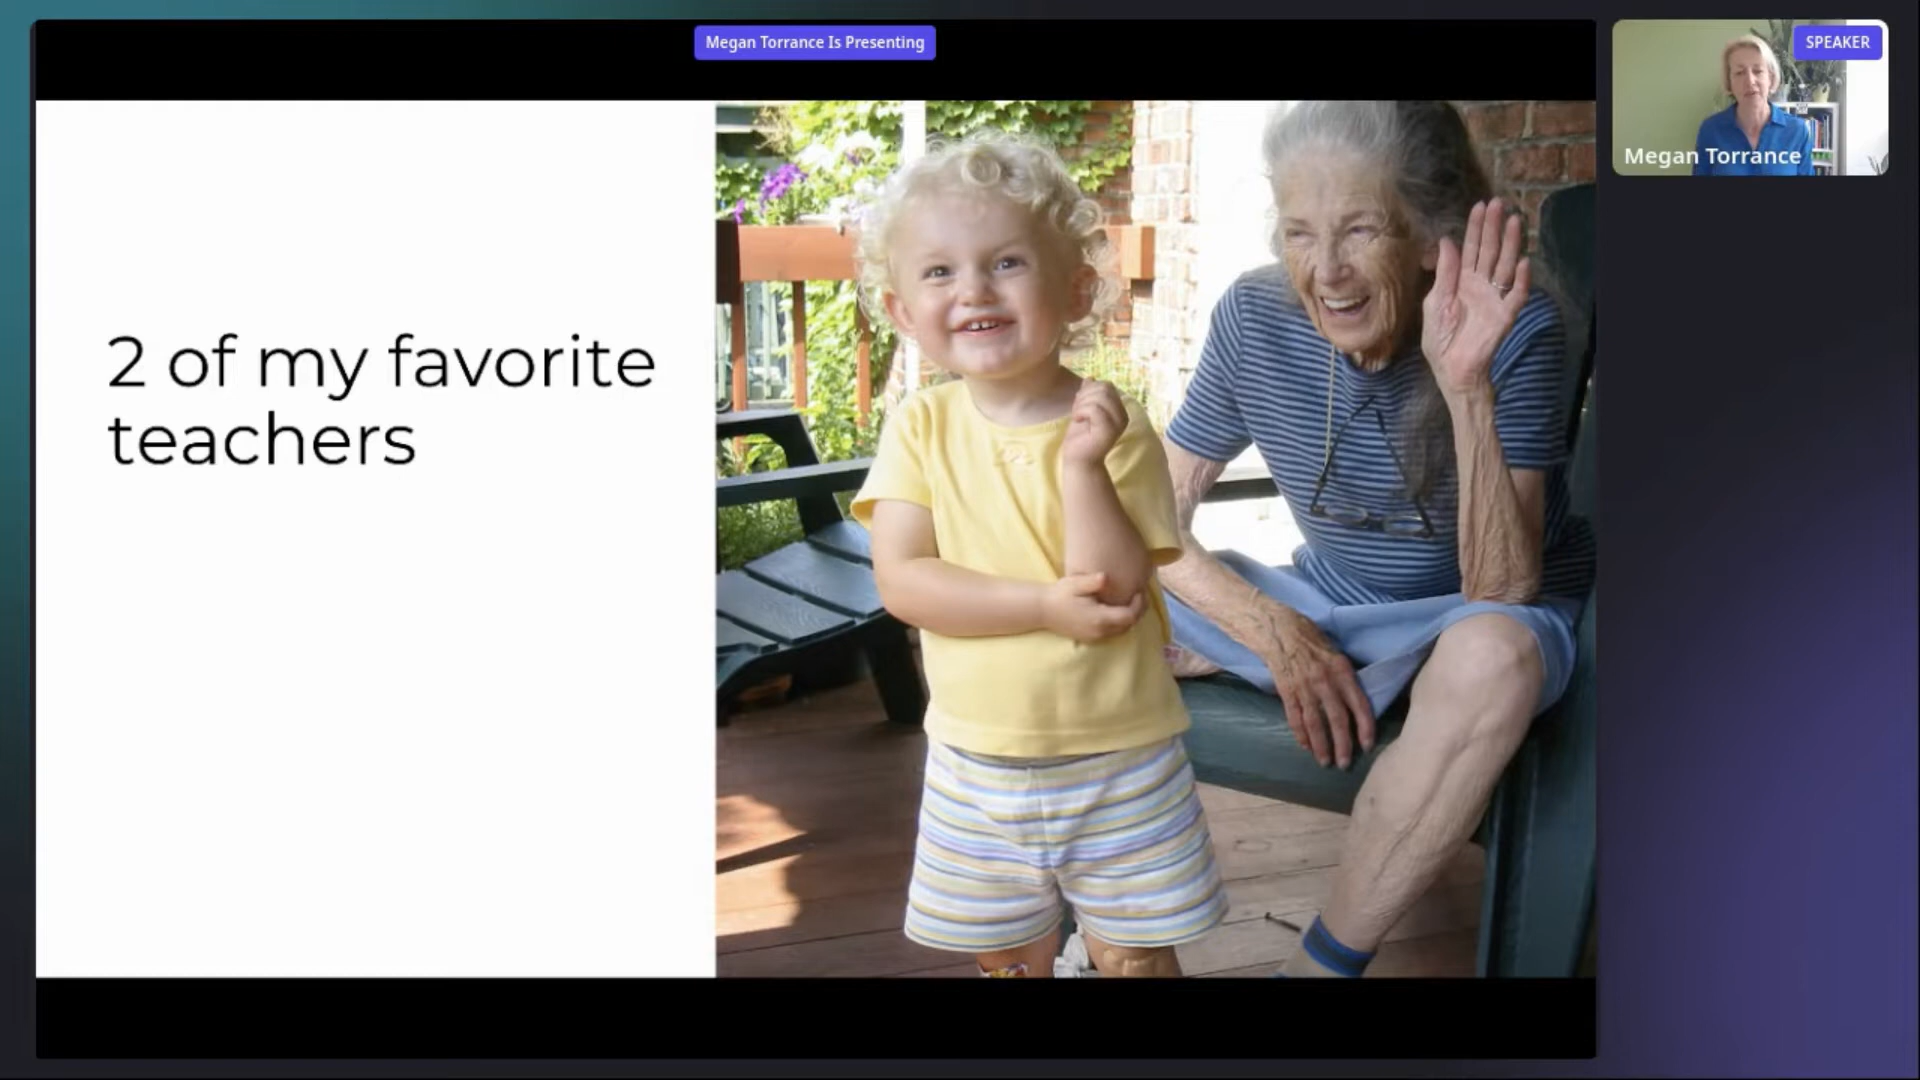 Megan Torrance Is Presenting
SPEAKER
Megan Torrance
2 of my favorite
teachers